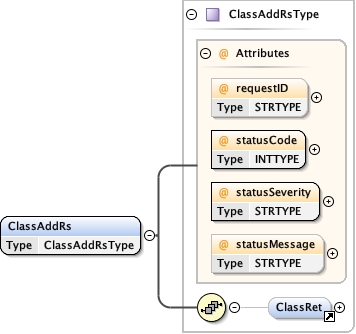 ClassAddRsType
@ Attributes
@ requestID
Type STRTYPE
@ statusCode
Type INTTYPE
@ statusSeverity
Type STRTYPE
@ statusMessage
Type STRTYPE
ClassAddRs
Type ClassAddRsType
ClassRet